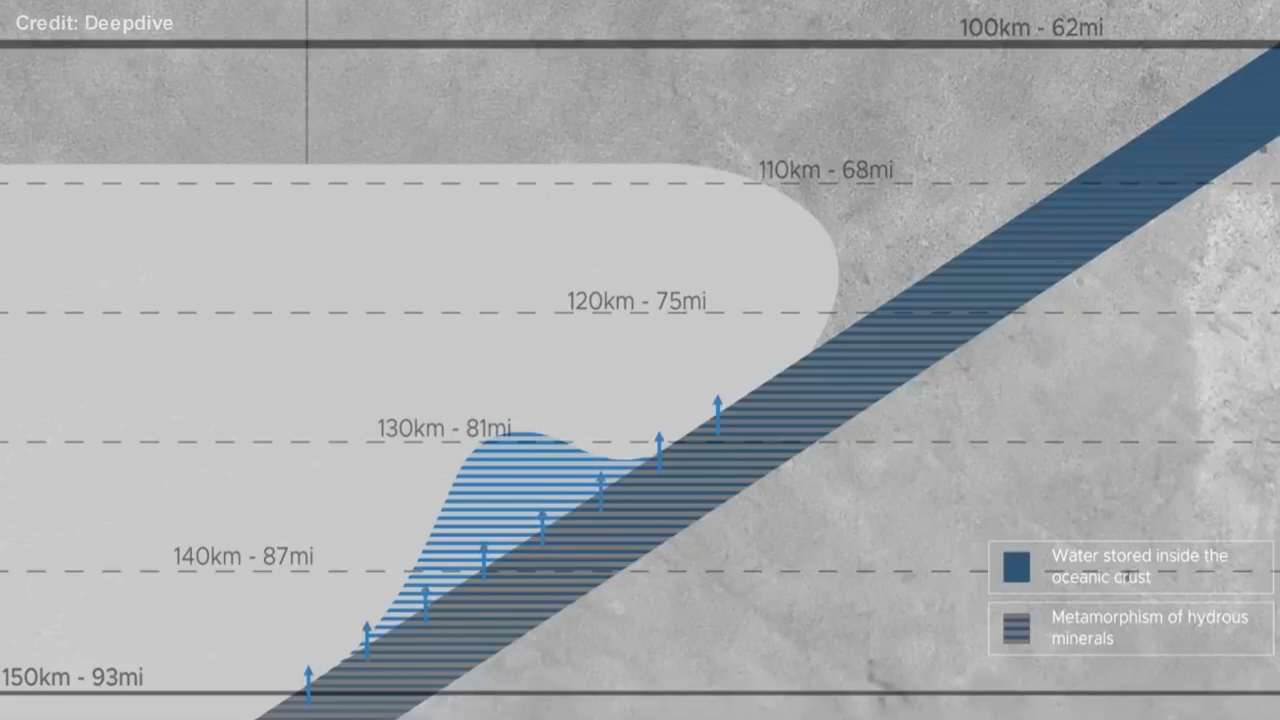 Credit: Deepdive
100km - 62mi
110km - 68mi
120km - 75mi
130km - 81mi
140km - 87mi
Water stored inside the
oceanic crust
Metamorphism of hydrous
minerals
150km - 93mi